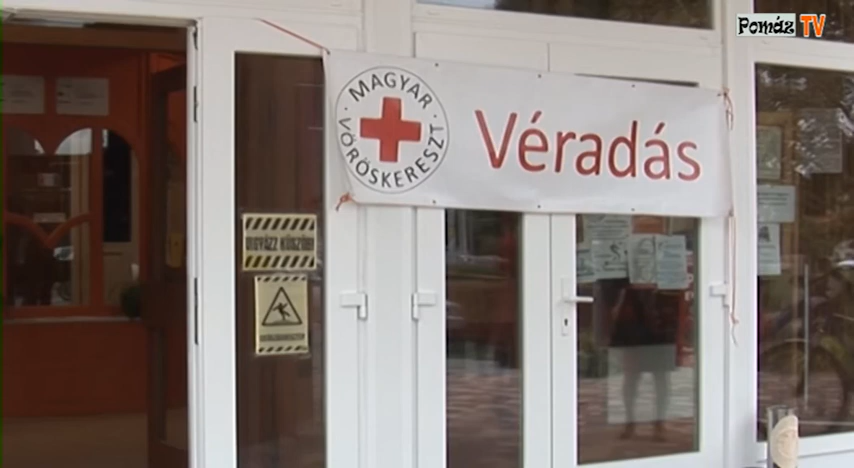 Pomáz TV
MAGYAR VÖRÖSKERESZT
Véradás
VIGYÁZZ KÜSZÖB!